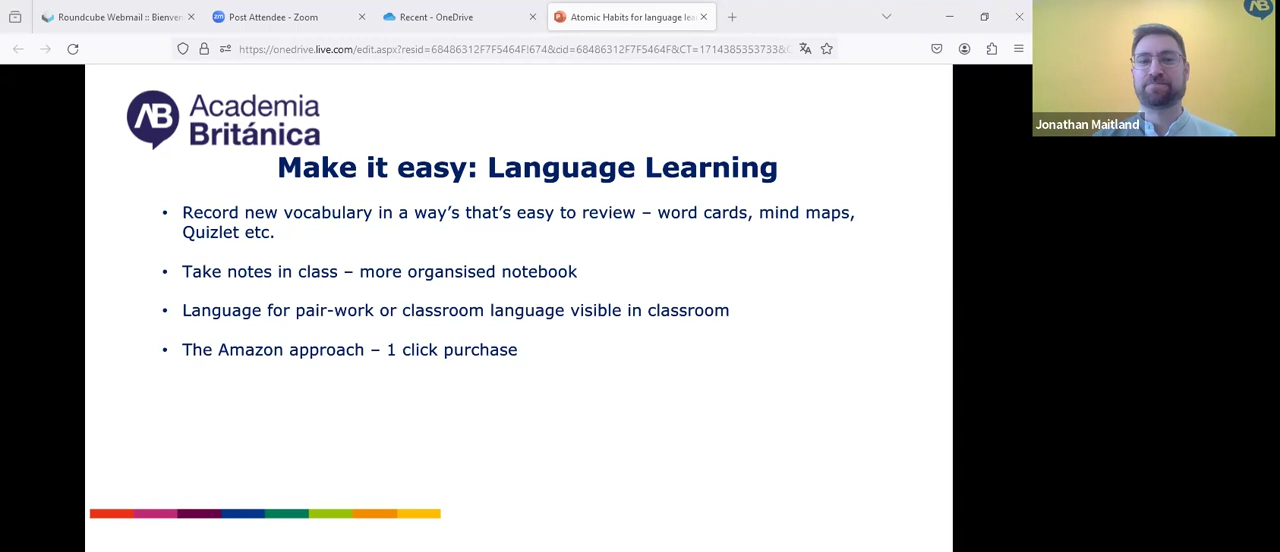 Roundcube Webmail :: Bienven
Post Attendee - Zoom
Recent - OneDrive
Atomic Habits for language lea
https://onedrive.live.com/edit.aspx?resid=68486312F7F5464F!674&cid=68486312F7F5464F&CT=1714385353733&
AB
Jonathan Maitland
AB Academia
Británica
Make it easy: Language Learning
• Record new vocabulary in a way's that's easy to review – word cards, mind maps,
Quizlet etc.
• Take notes in class – more organsised notebook
• Language for pair-work or classroom language visible in classroom
• The Amazon approach – 1 click purchase